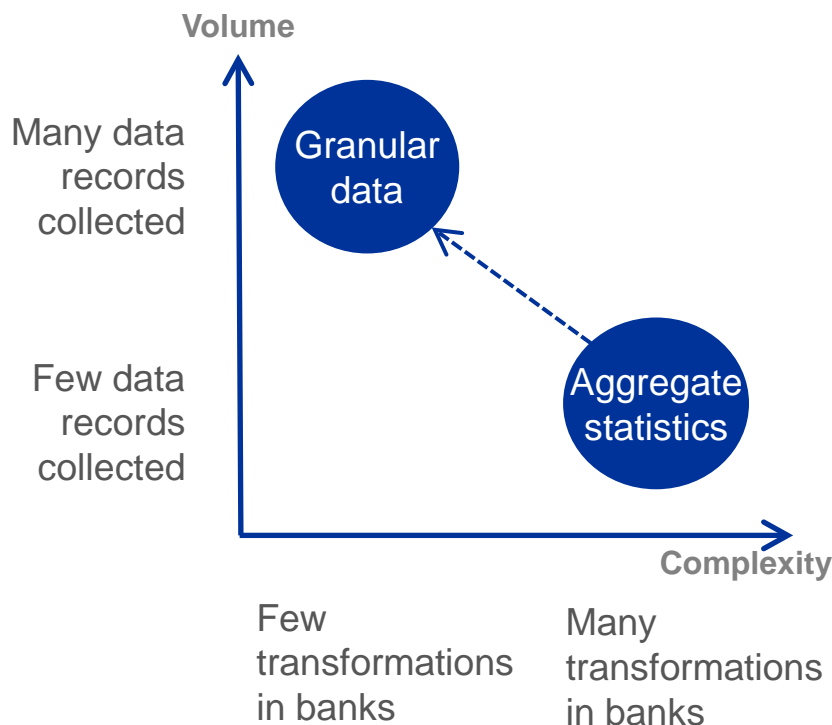 Volume
Many data
records
collected
Granular
data
Few data
records
collected
Aggregate
statistics
Complexity
Few
transformations
in banks
Many
transformations
in banks